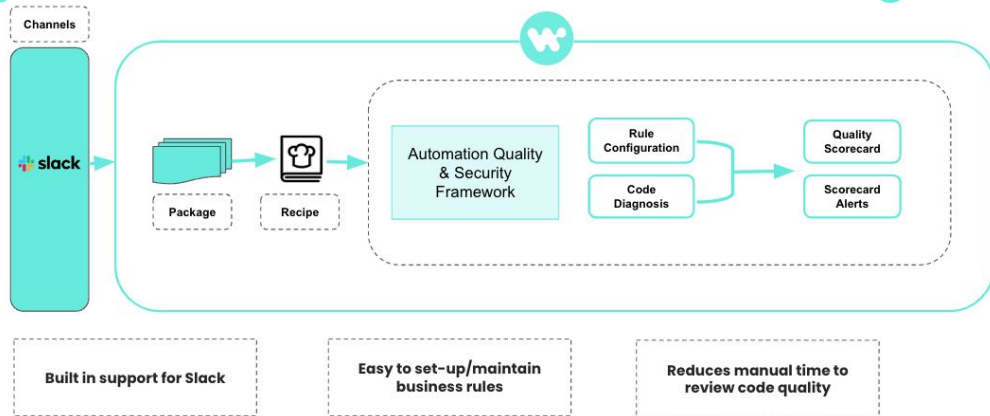 Channels
slack
Package
Recipe
Automation Quality
& Security
Framework
Rule
Configuration
Code
Diagnosis
Quality
Scorecard
Scorecard
Alerts
Built in support for Slack
Easy to set-up/maintain
business rules
Reduces manual time to
review code quality